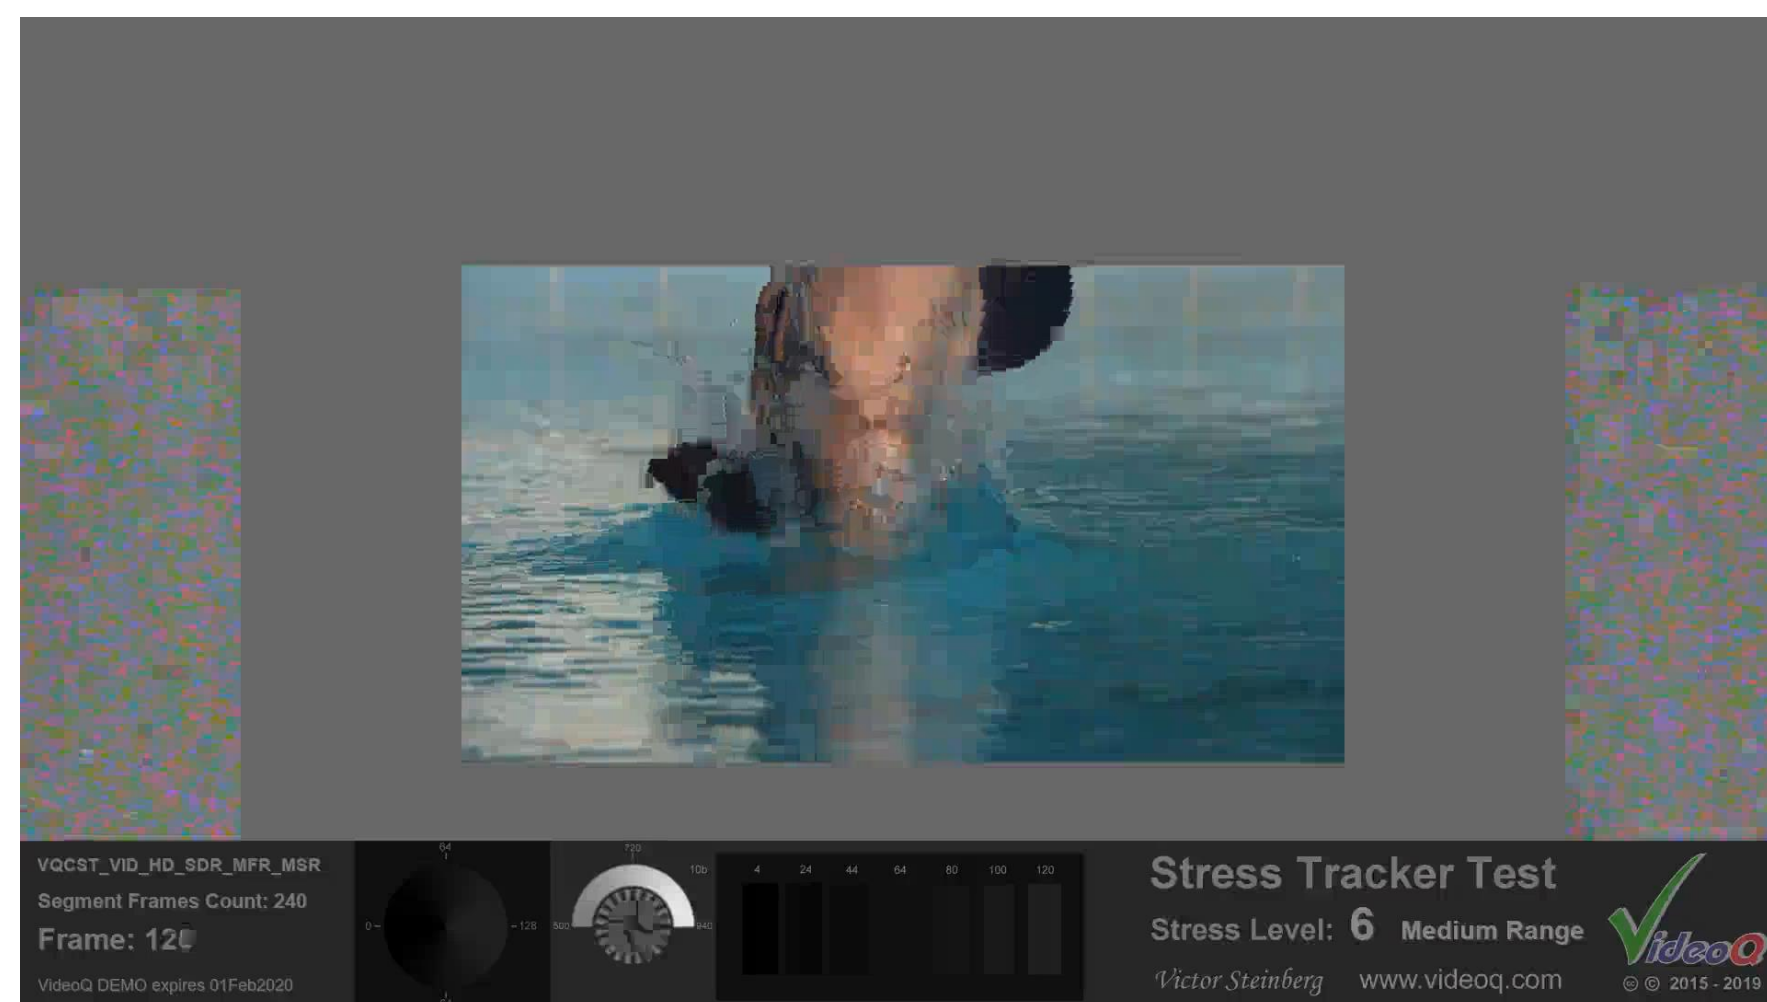 VQCST_VID_HD_SDR_MFR_MSR
Segment Frames Count: 240
Frame: 12
VideoQ DEMO expires 01Feb2020
64
0
128
720
10b
500
940
4 24 44 64 80 100 120
Stress Tracker Test
Stress Level: 6 Medium Range
Victor Steinberg www.videoq.com
VideoQ
© 2015 - 2019